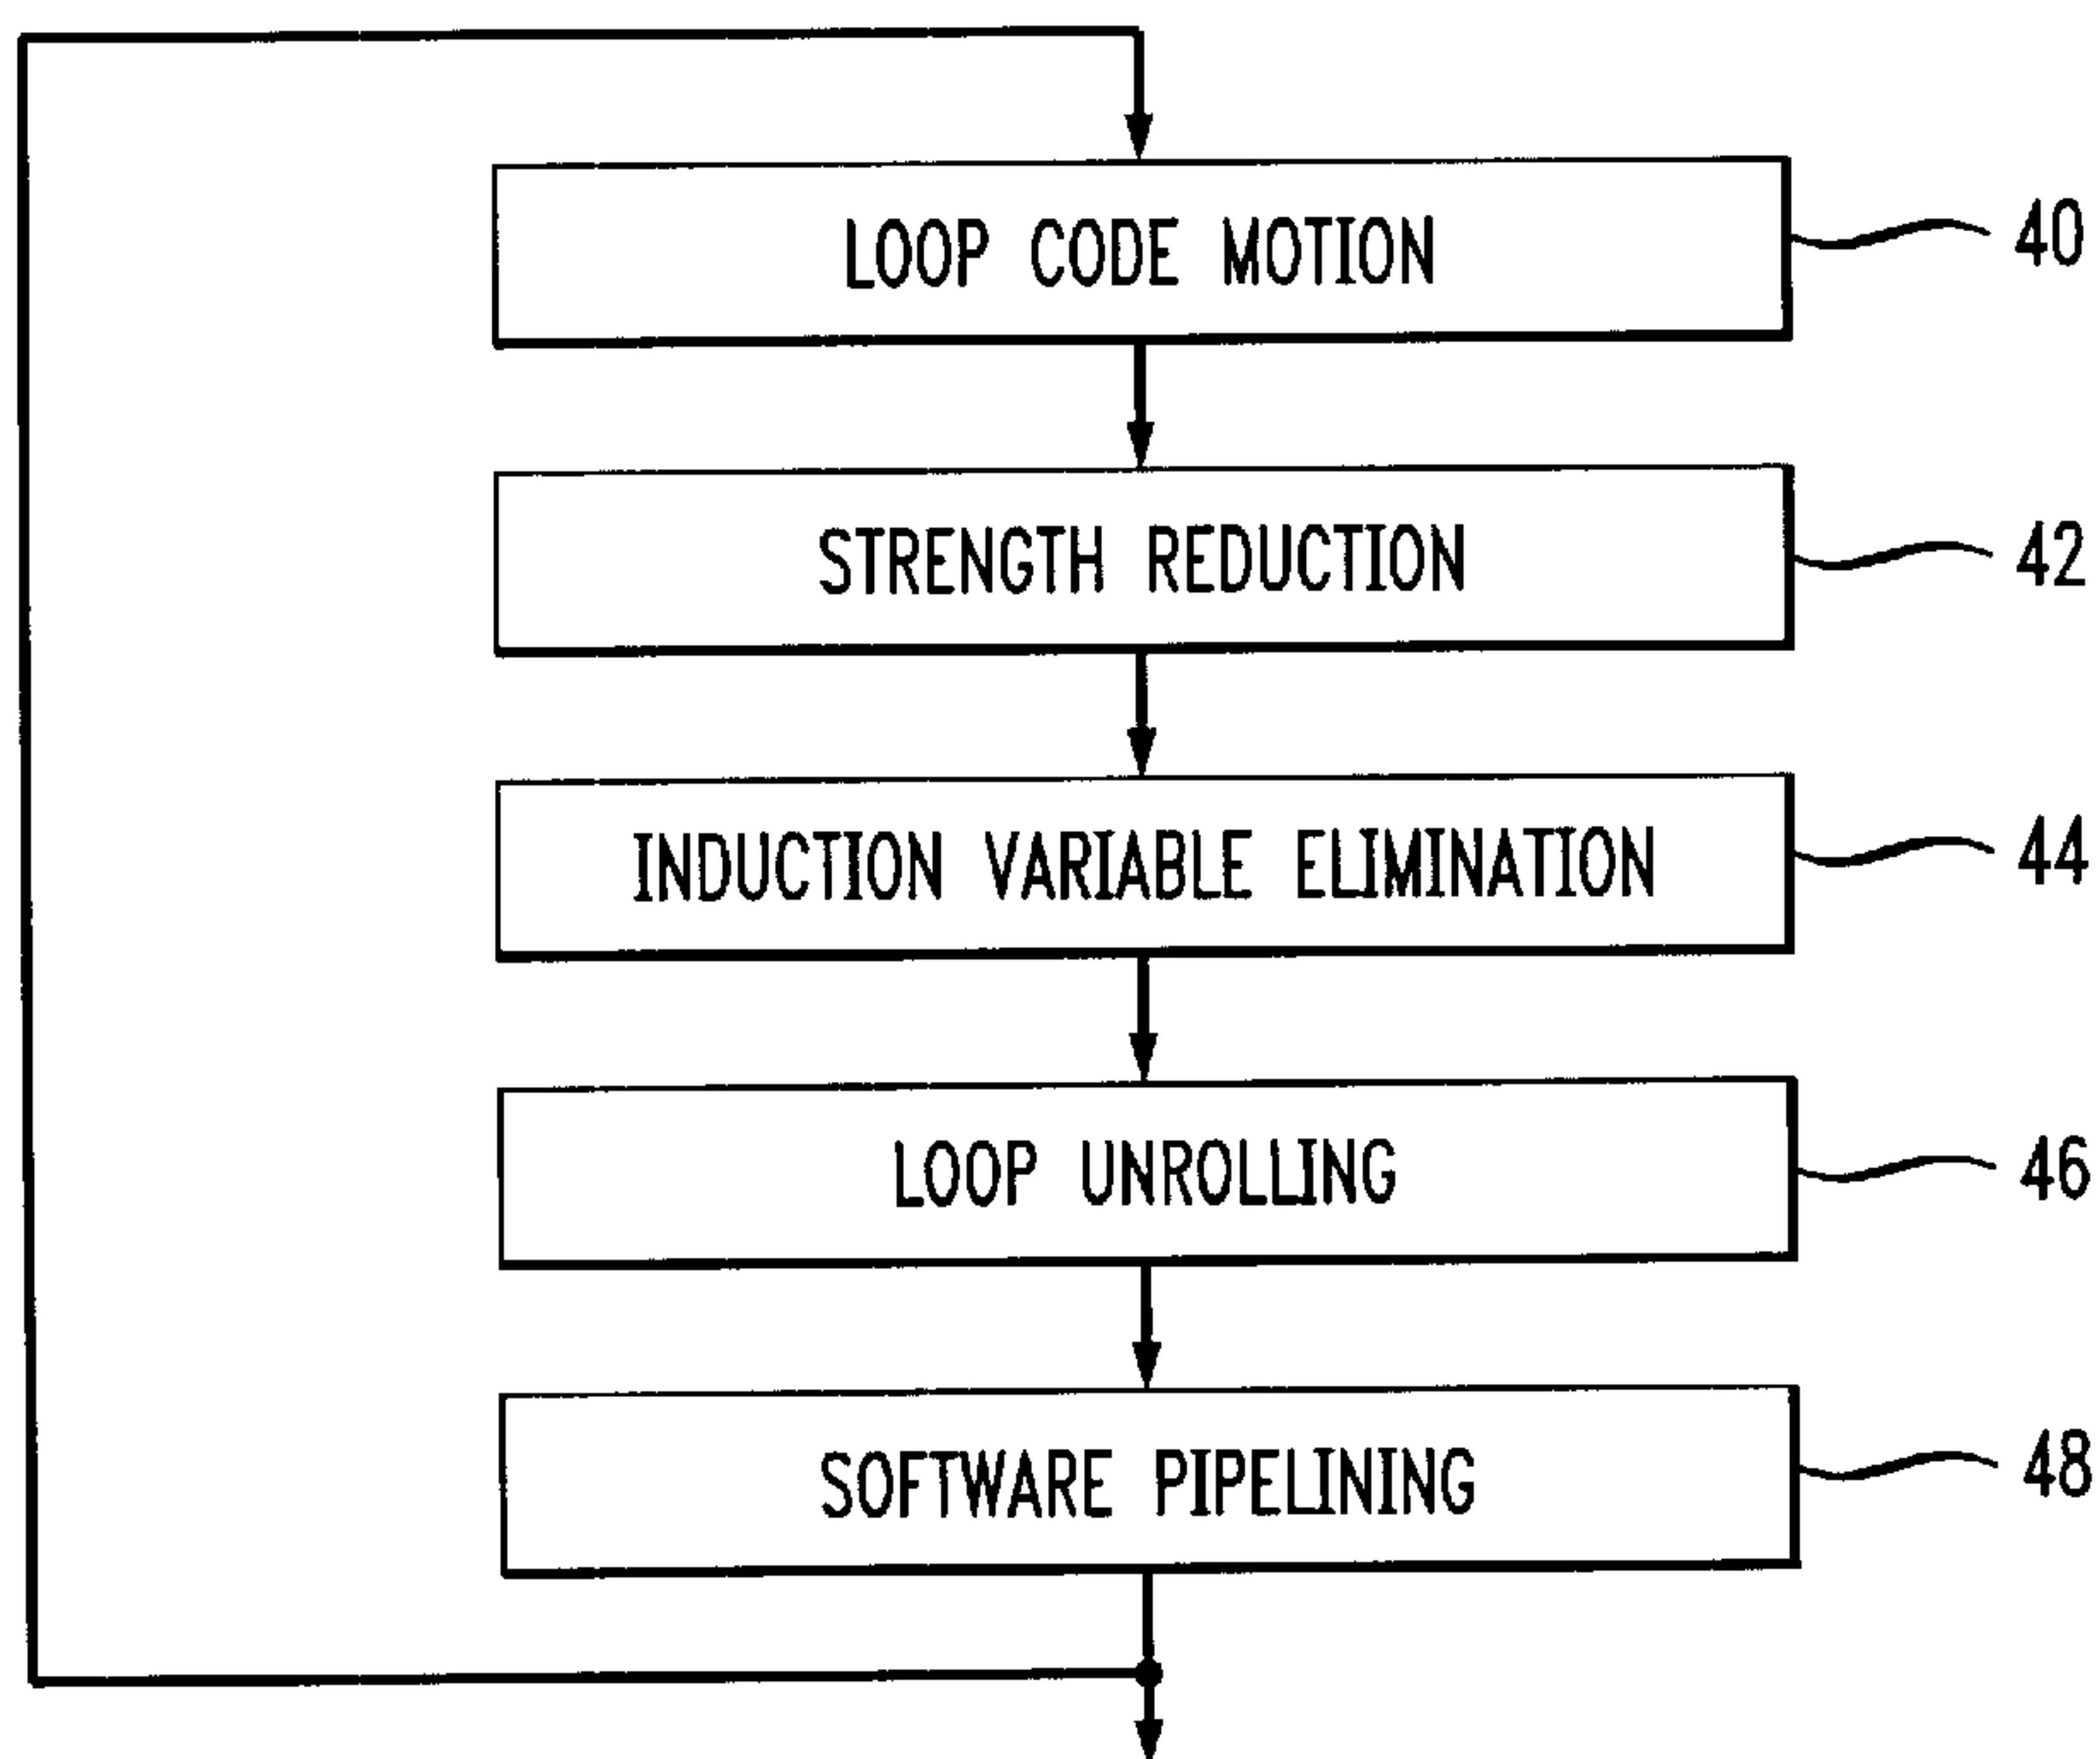 LOOP CODE MOTION
40
STRENGTH REDUCTION
42
INDUCTION VARIABLE ELIMINATION
44
LOOP UNROLLING
46
SOFTWARE PIPELINING
48